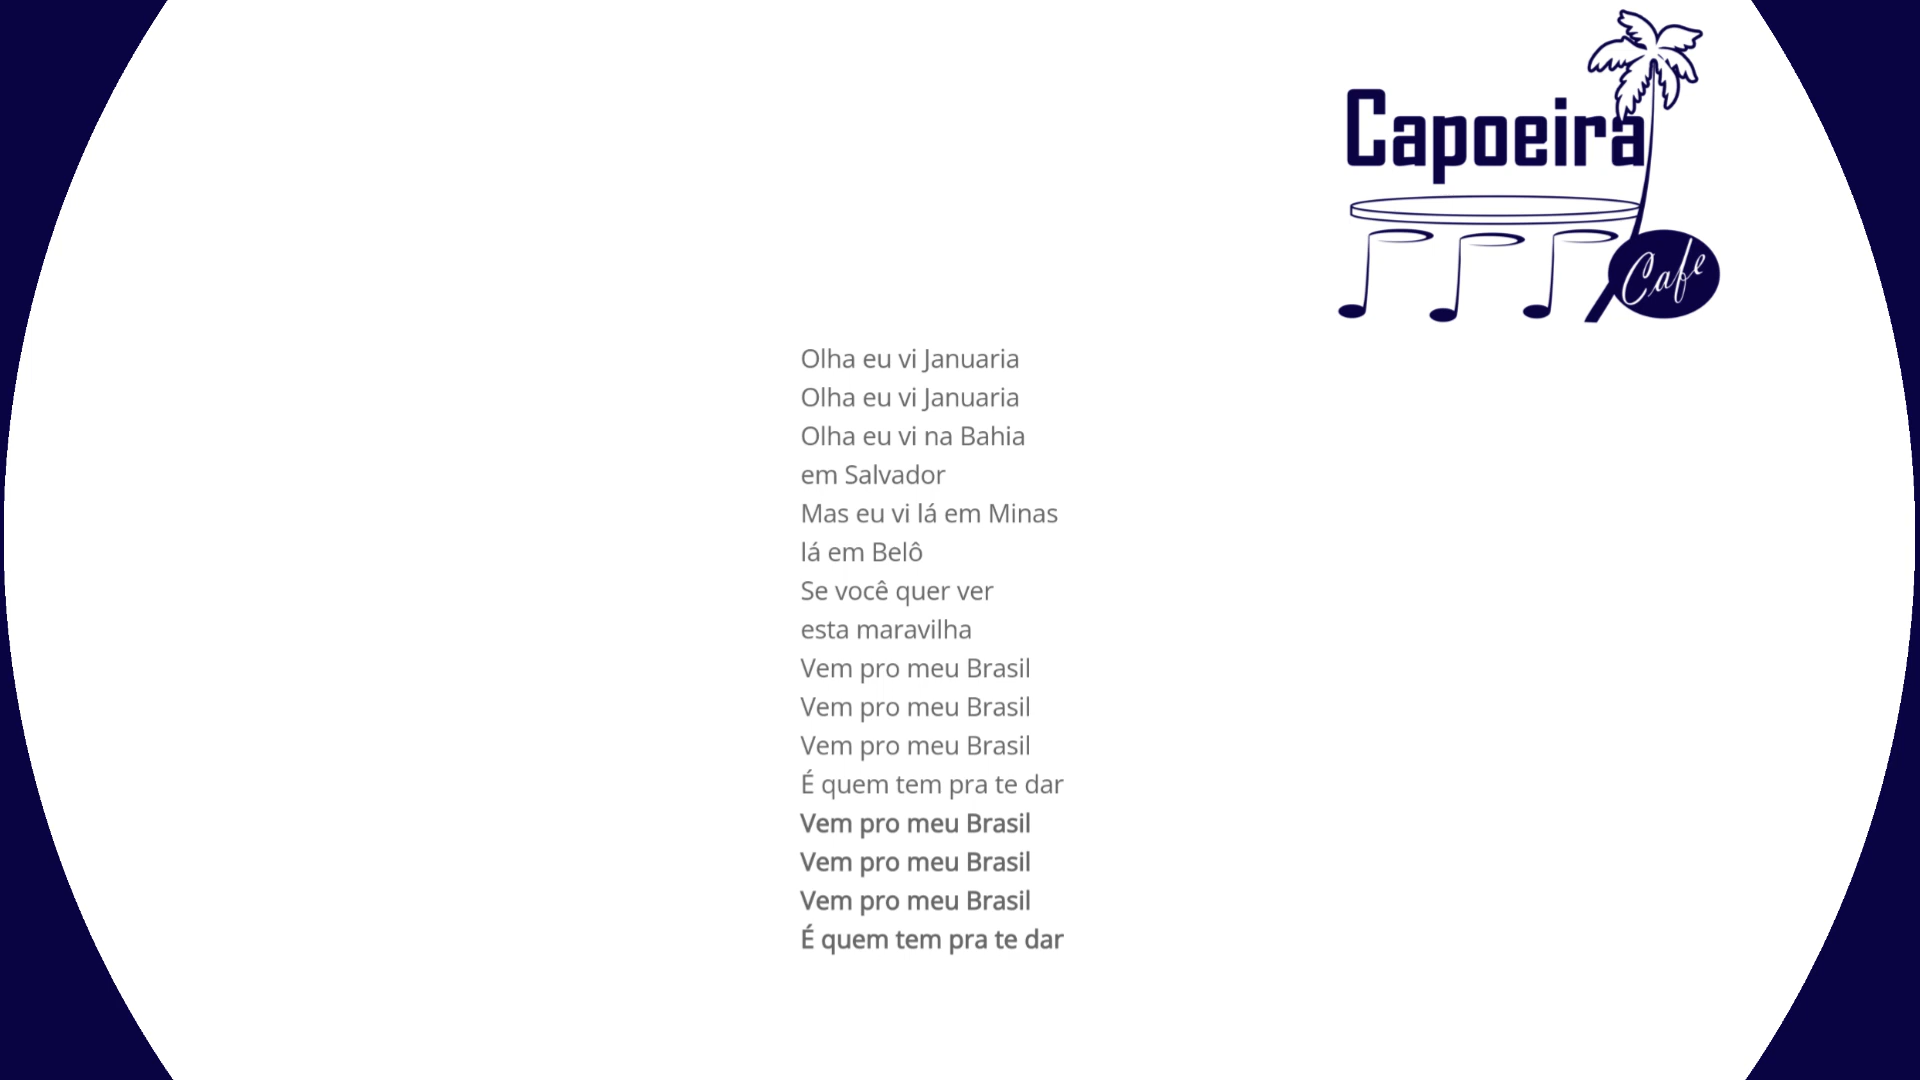 Capoeira
Cafe
Olha eu vi Januaria
Olha eu vi Januaria
Olha eu vi na Bahia
em Salvador
Mas eu vi lá em Minas
lá em Belô
Se você quer ver
esta maravilha
Vem pro meu Brasil
Vem pro meu Brasil
Vem pro meu Brasil
É quem tem pra te dar
Vem pro meu Brasil
Vem pro meu Brasil
Vem pro meu Brasil
É quem tem pra te dar